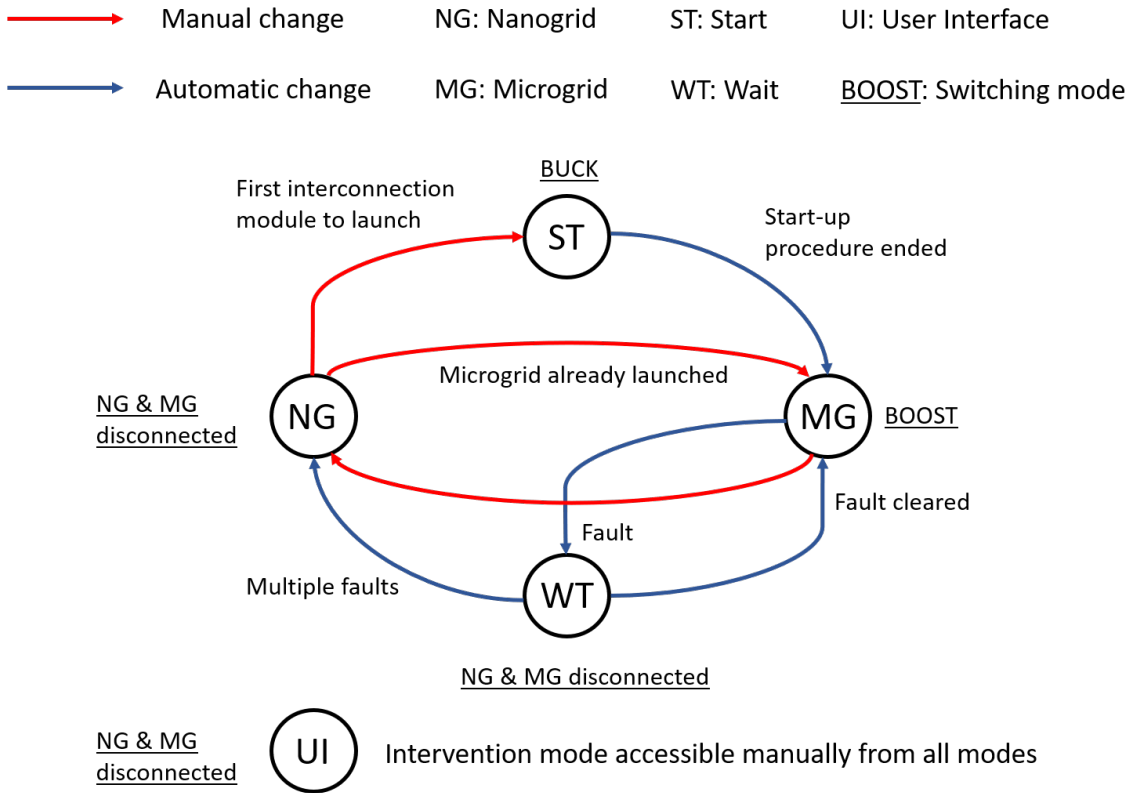 Manual change
NG: Nanogrid
ST: Start
UI: User Interface
Automatic change
MG: Microgrid
WT: Wait
BOOST: Switching mode
BUCK
First interconnection
module to launch
ST
Start-up
procedure ended
Microgrid already launched
NG & MG
disconnected
NG
MG
BOOST
Fault cleared
Fault
Multiple faults
WT
NG & MG disconnected
NG & MG
disconnected
UI
Intervention mode accessible manually from all modes